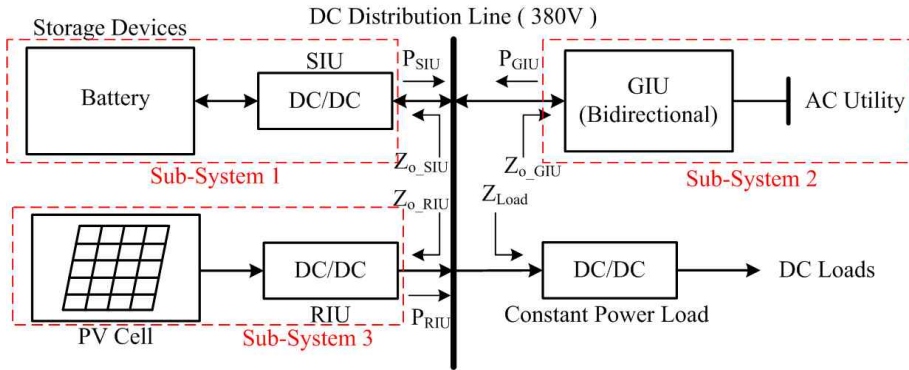 DC Distribution Line ( 380V )
Storage Devices
SIU
P_SIU
P_GIU
Battery
DC/DC
GIU
(Bidirectional)
AC Utility
Z_o_SIU
Z_o_GIU
Sub-System 1
Sub-System 2
Z_o_RIU
Z_Load
DC/DC
DC/DC
DC Loads
PV Cell
RIU
P_RIU
Constant Power Load
Sub-System 3